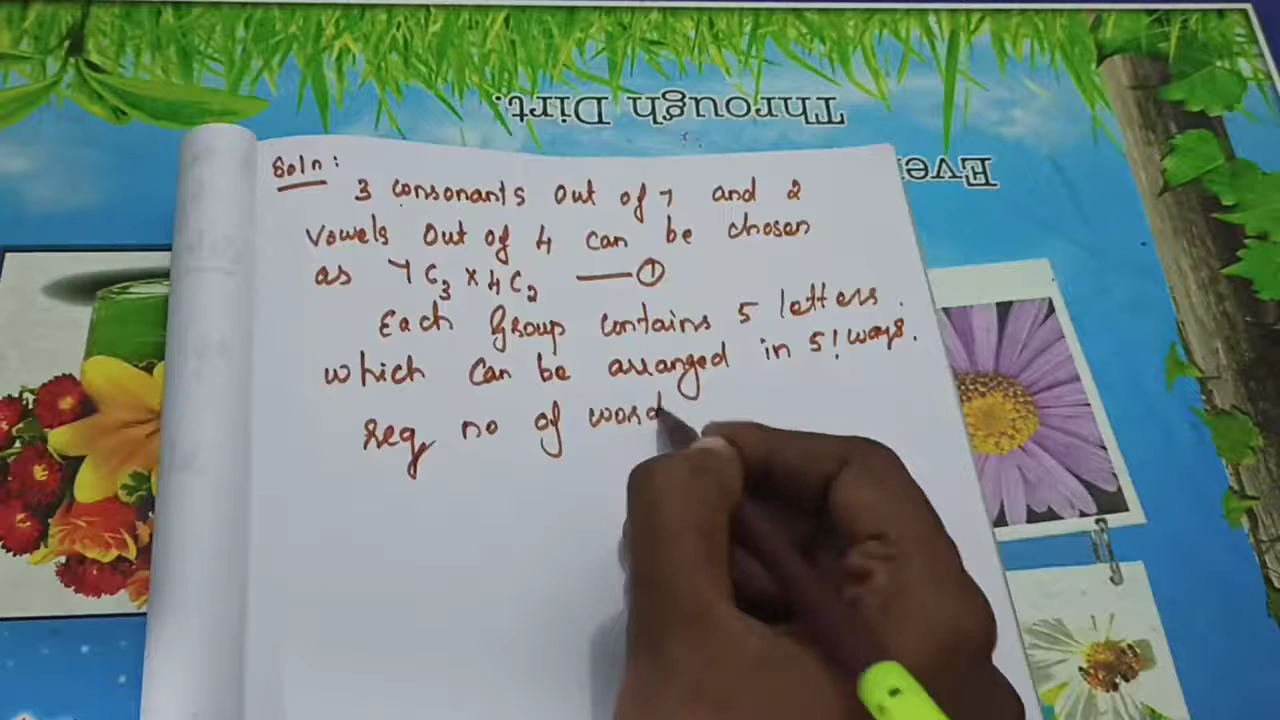 Through Dirt.
Eve
Soln:
3 consonants out of 7 and 2
vowels out of 4 can be chosen
as 7C3 × 4C2 —— ①
Each group contains 5 letters.
which can be arranged in 5! ways.
req no of word